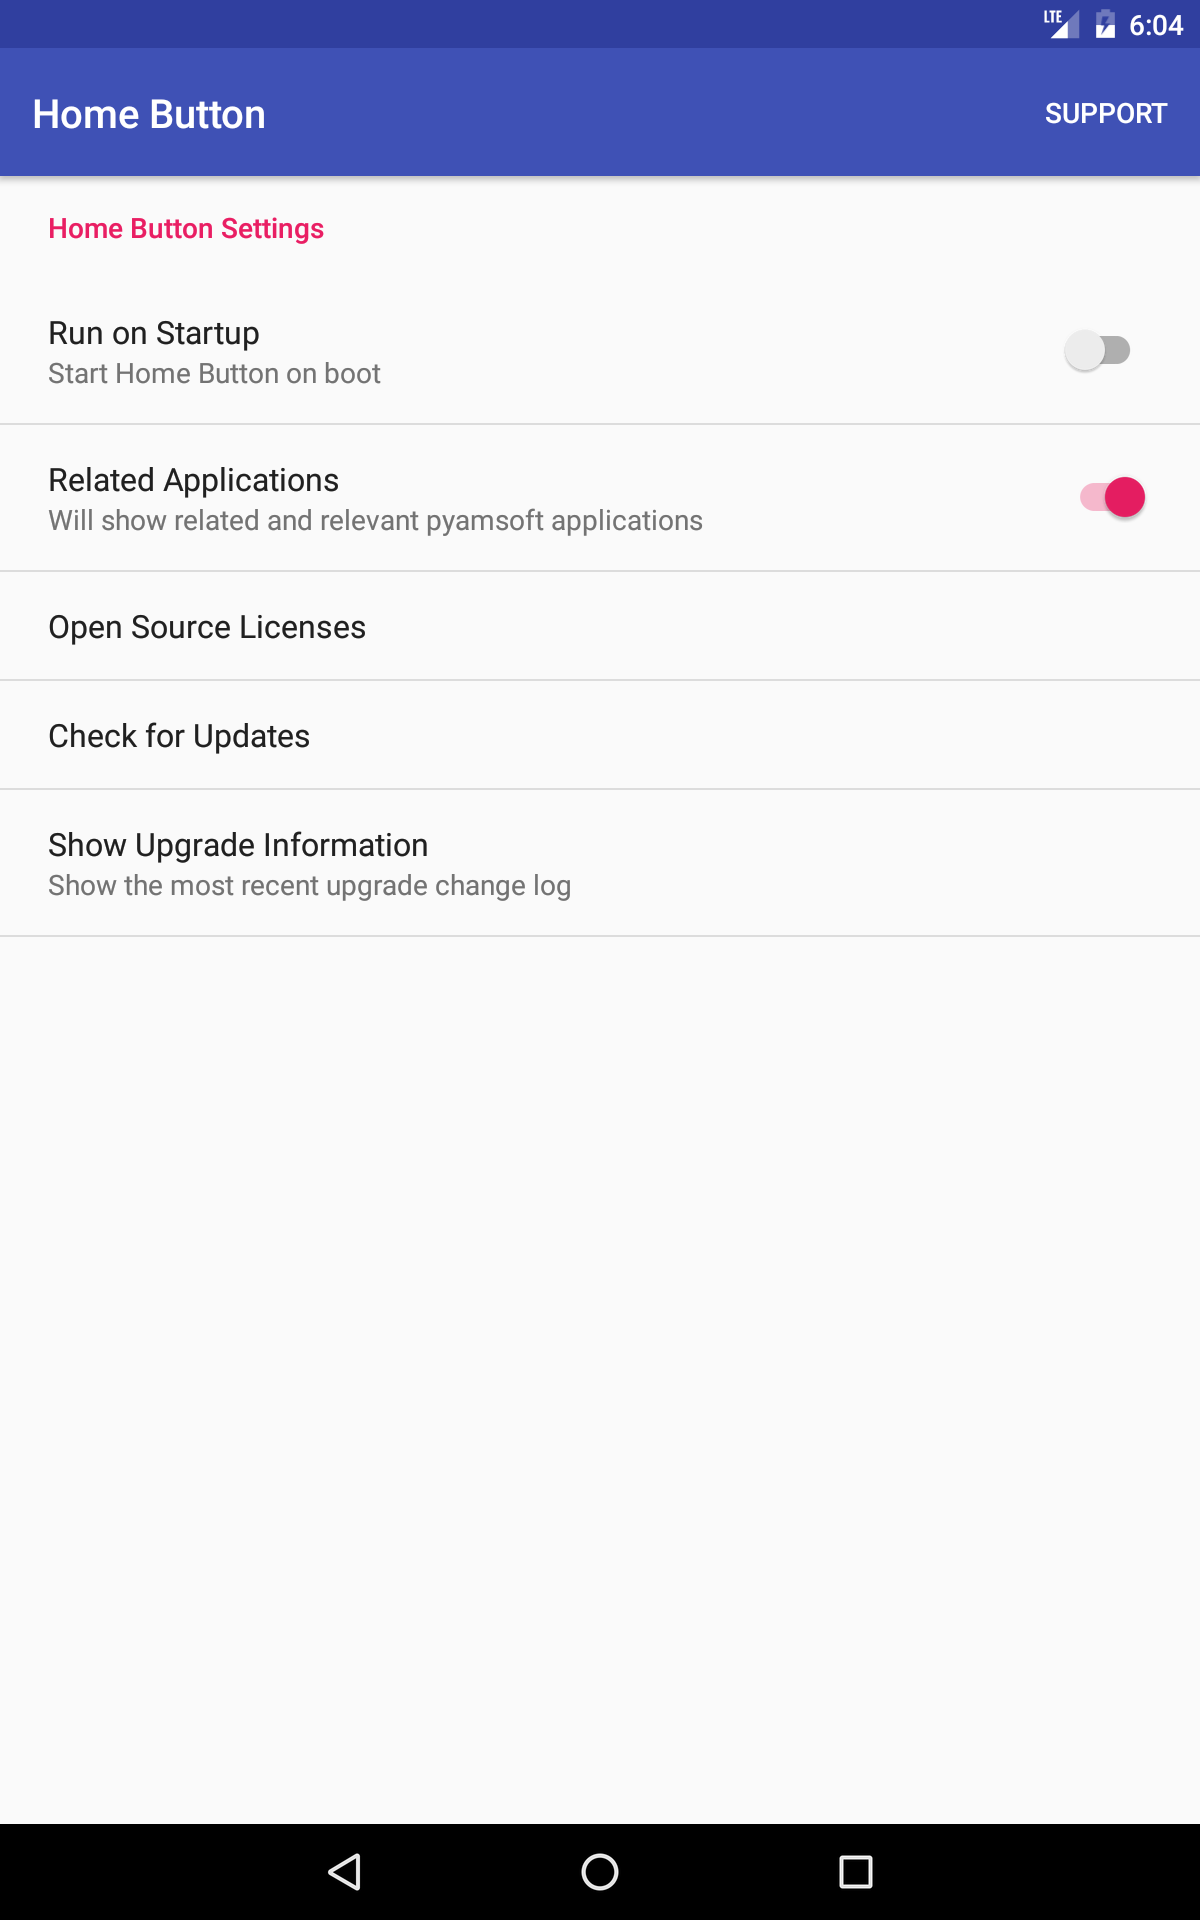 LTE 6:04
Home Button SUPPORT
Home Button Settings
Run on Startup
Start Home Button on boot
Related Applications
Will show related and relevant pyamsoft applications
Open Source Licenses
Check for Updates
Show Upgrade Information
Show the most recent upgrade change log